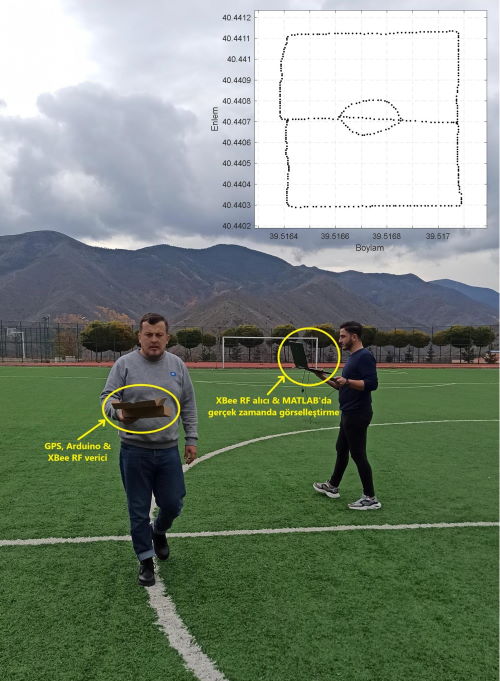 40.4412
40.4411
40.441
40.4409
40.4408
40.4407
40.4406
40.4405
40.4404
40.4403
40.4402
Enlem
39.5164 39.5166 39.5168 39.517
Boylam
XBee RF alıcı & MATLAB'da
gerçek zamanda görselleştirme
GPS, Arduino &
XBee RF verici